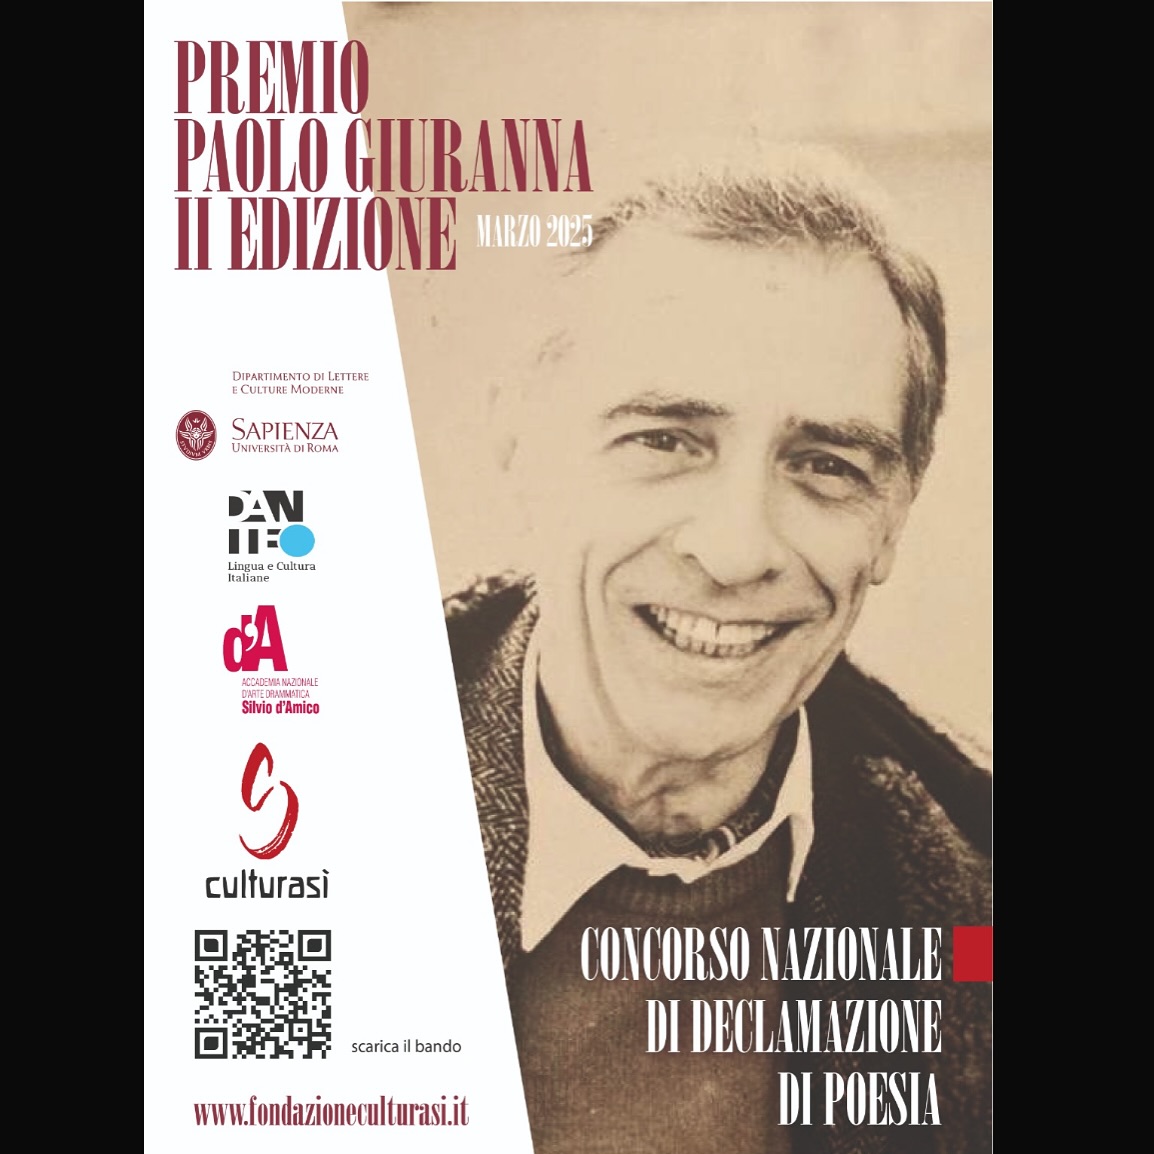 PREMIO
PAOLO GIURANNA
II EDIZIONE
MARZO 2025
DIPARTIMENTO DI LETTERE
E CULTURE MODERNE
SAPIENZA
UNIVERSITÀ DI ROMA
DAN
TE
Lingua e Cultura
Italiane
d'A
ACCADEMIA NAZIONALE
D'ARTE DRAMMATICA
Silvio d'Amico
culturasì
scarica il bando
www.fondazioneculturasi.it
CONCORSO NAZIONALE
DI DECLAMAZIONE
DI POESIA